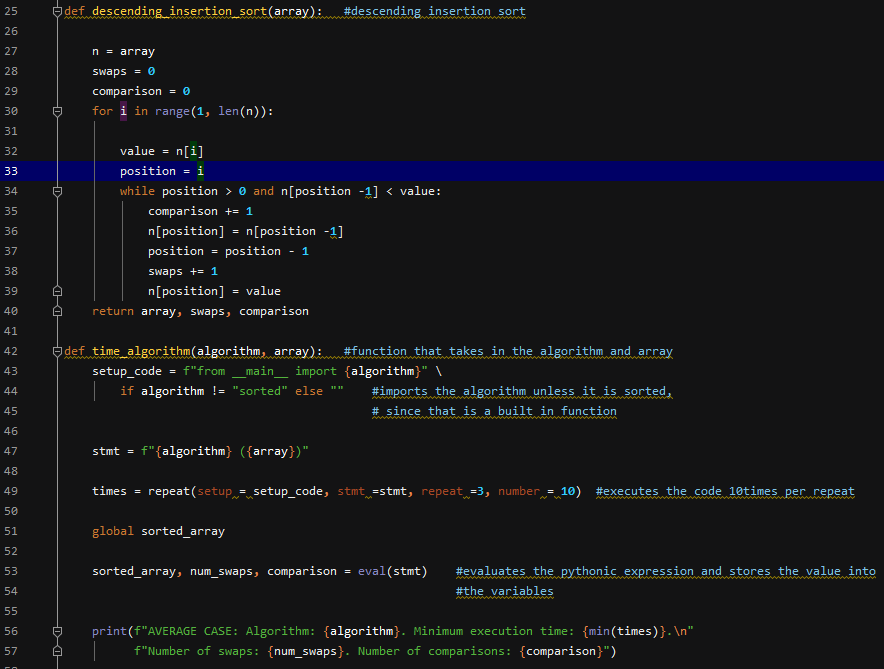 25 def descending_insertion_sort(array):   #descending insertion sort
26
27     n = array
28     swaps = 0
29     comparison = 0
30     for i in range(1, len(n)):
31
32         value = n[i]
33         position = i
34         while position > 0 and n[position -1] < value:
35             comparison += 1
36             n[position] = n[position -1]
37             position = position - 1
38             swaps += 1
39             n[position] = value
40     return array, swaps, comparison
41
42 def time_algorithm(algorithm, array):   #function that takes in the algorithm and array
43     setup_code = f"from __main__ import {algorithm}" \
44         if algorithm != "sorted" else ""    #imports the algorithm unless it is sorted,
45                                             # since that is a built in function
46
47     stmt = f"{algorithm} ({array})"
48
49     times = repeat(setup = setup_code, stmt =stmt, repeat =3, number = 10)  #executes the code 10times per repeat
50
51     global sorted_array
52
53     sorted_array, num_swaps, comparison = eval(stmt)    #evaluates the pythonic expression and stores the value into
54                                                         #the variables
55
56     print(f"AVERAGE CASE: Algorithm: {algorithm}. Minimum execution time: {min(times)}.\n"
57           f"Number of swaps: {num_swaps}. Number of comparisons: {comparison}")